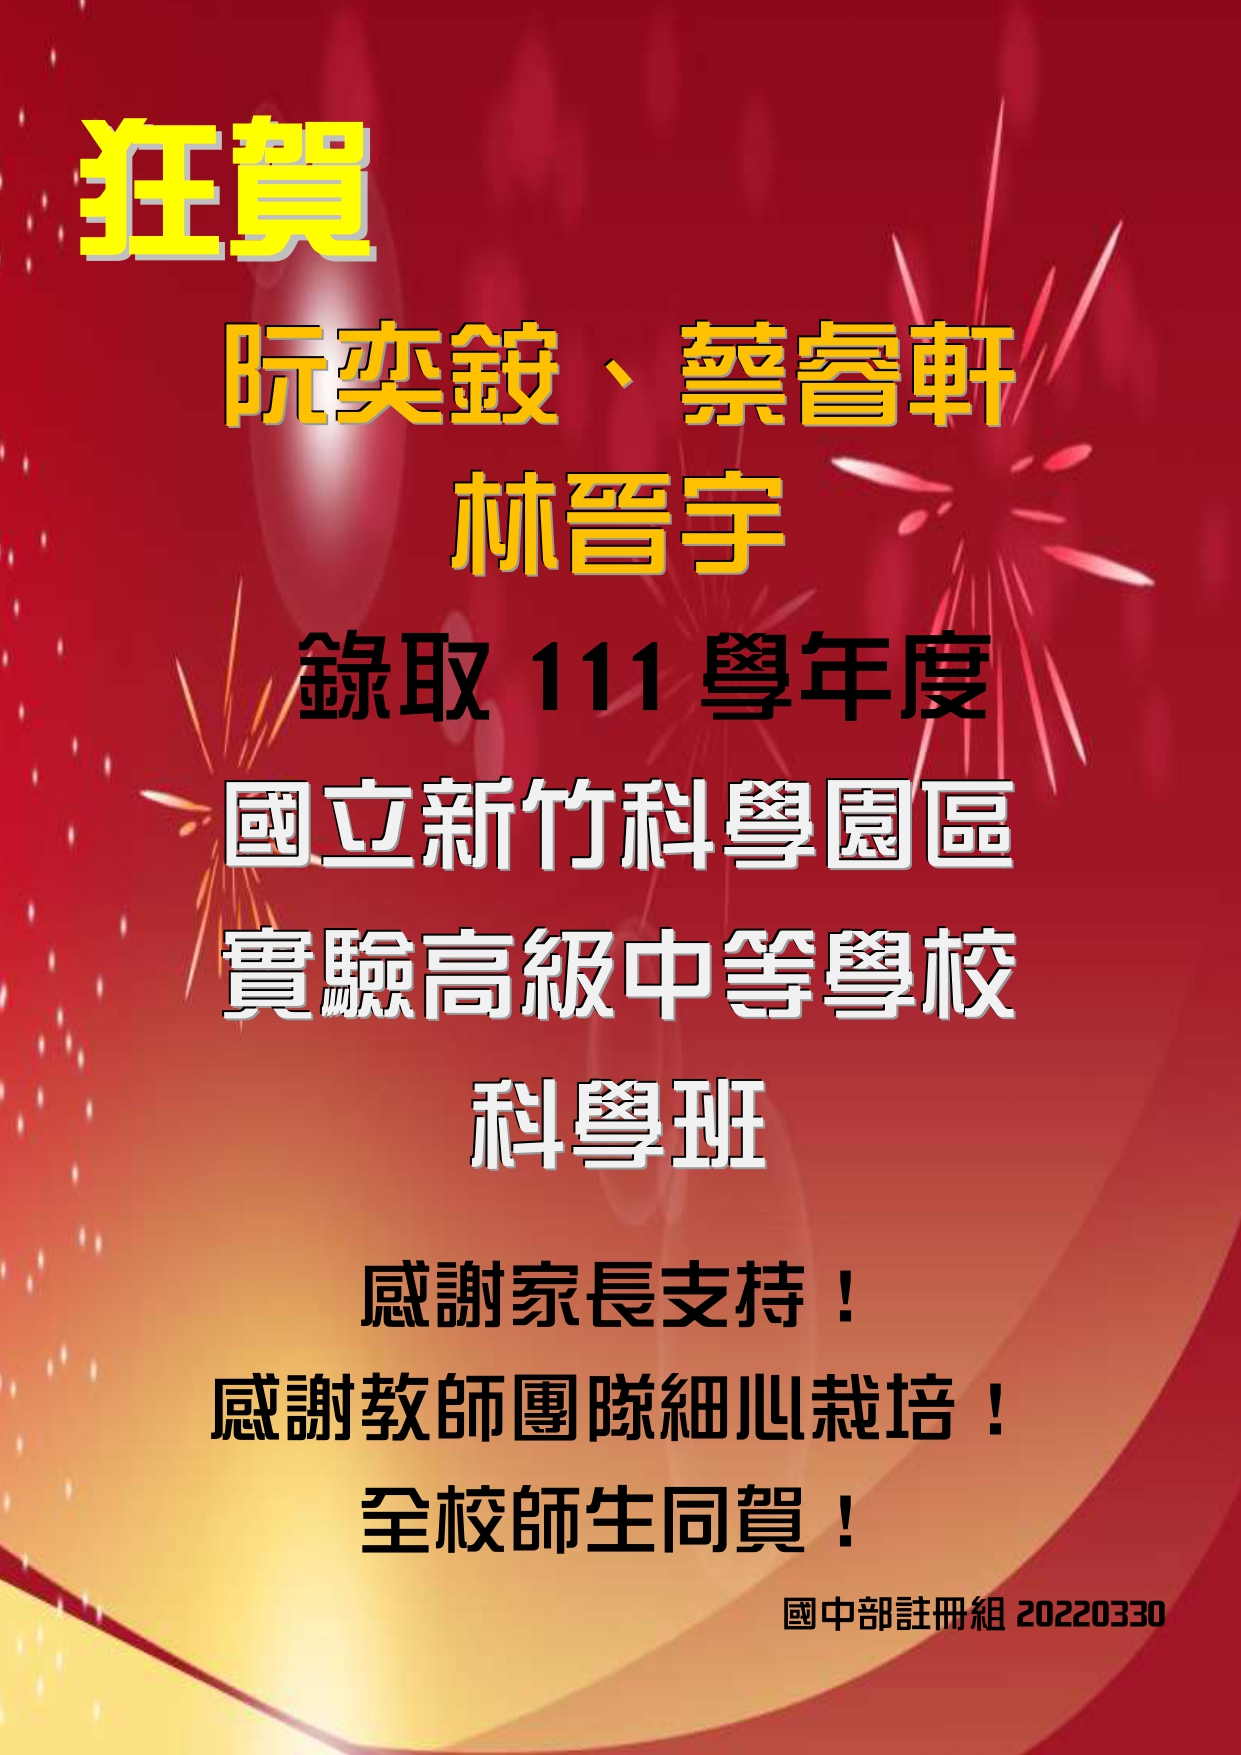 狂賀
阮奕銨、蔡睿軒
林晉宇
錄取 111 學年度
國立新竹科學園區
實驗高級中等學校
科學班
感謝家長支持！
感謝教師團隊細心栽培！
全校師生同賀！
國中部註冊組 20220330